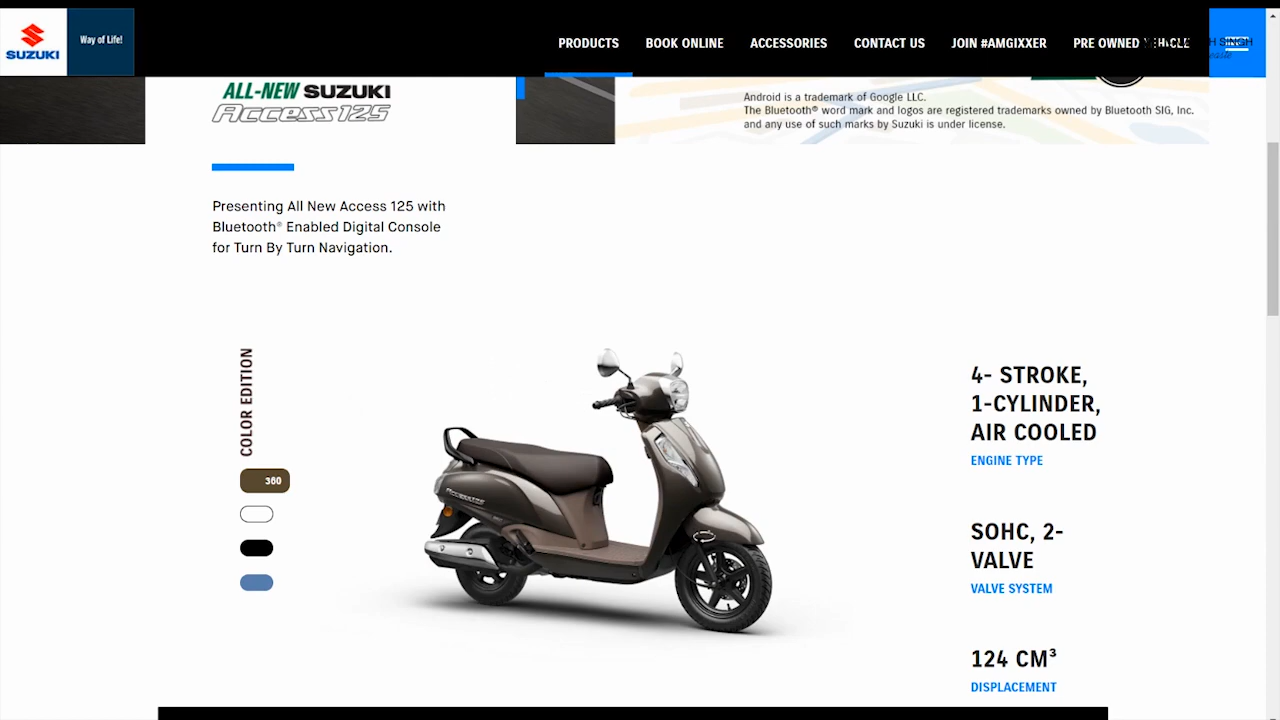 SUZUKI
Way of Life!
PRODUCTS
BOOK ONLINE
ACCESSORIES
CONTACT US
JOIN #AMGIXXER
PRE OWNED VEHICLE
SINGH
ALL-NEW SUZUKI
Access 125
Android is a trademark of Google LLC.
The Bluetooth® word mark and logos are registered trademarks owned by Bluetooth SIG, Inc.
and any use of such marks by Suzuki is under license.
Presenting All New Access 125 with
Bluetooth® Enabled Digital Console
for Turn By Turn Navigation.
COLOR EDITION
360
Access 125
4- STROKE,
1-CYLINDER,
AIR COOLED
ENGINE TYPE
SOHC, 2-
VALVE
VALVE SYSTEM
124 CM³
DISPLACEMENT